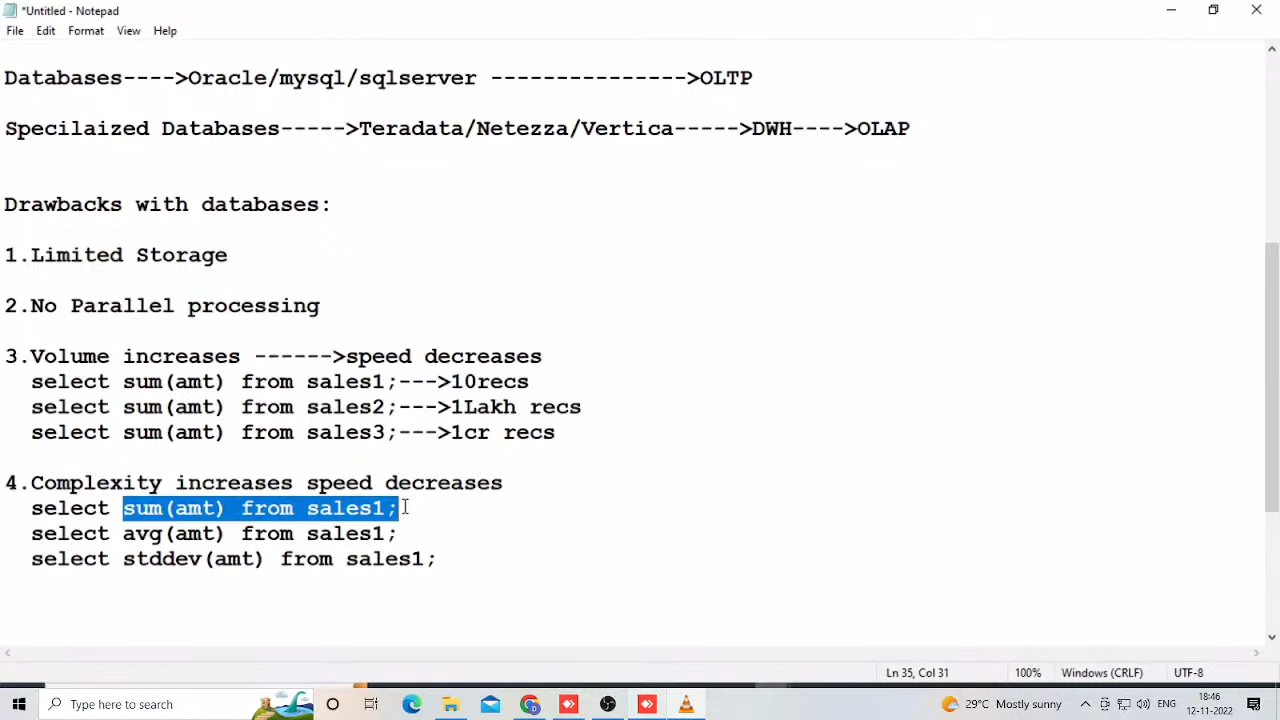 *Untitled - Notepad
File Edit Format View Help
Databases---->Oracle/mysql/sqlserver --------------->OLTP
Specilaized Databases----->Teradata/Netezza/Vertica----->DWH---->OLAP
Drawbacks with databases:
1.Limited Storage
2.No Parallel processing
3.Volume increases ------>speed decreases
select sum(amt) from sales1;--->10recs
select sum(amt) from sales2;--->1Lakh recs
select sum(amt) from sales3;--->1cr recs
4.Complexity increases speed decreases
select sum(amt) from sales1;
select avg(amt) from sales1;
select stddev(amt) from sales1;
Ln 35, Col 31 100% Windows (CRLF) UTF-8
Type here to search 29°C Mostly sunny ENG 18:46
12-11-2022